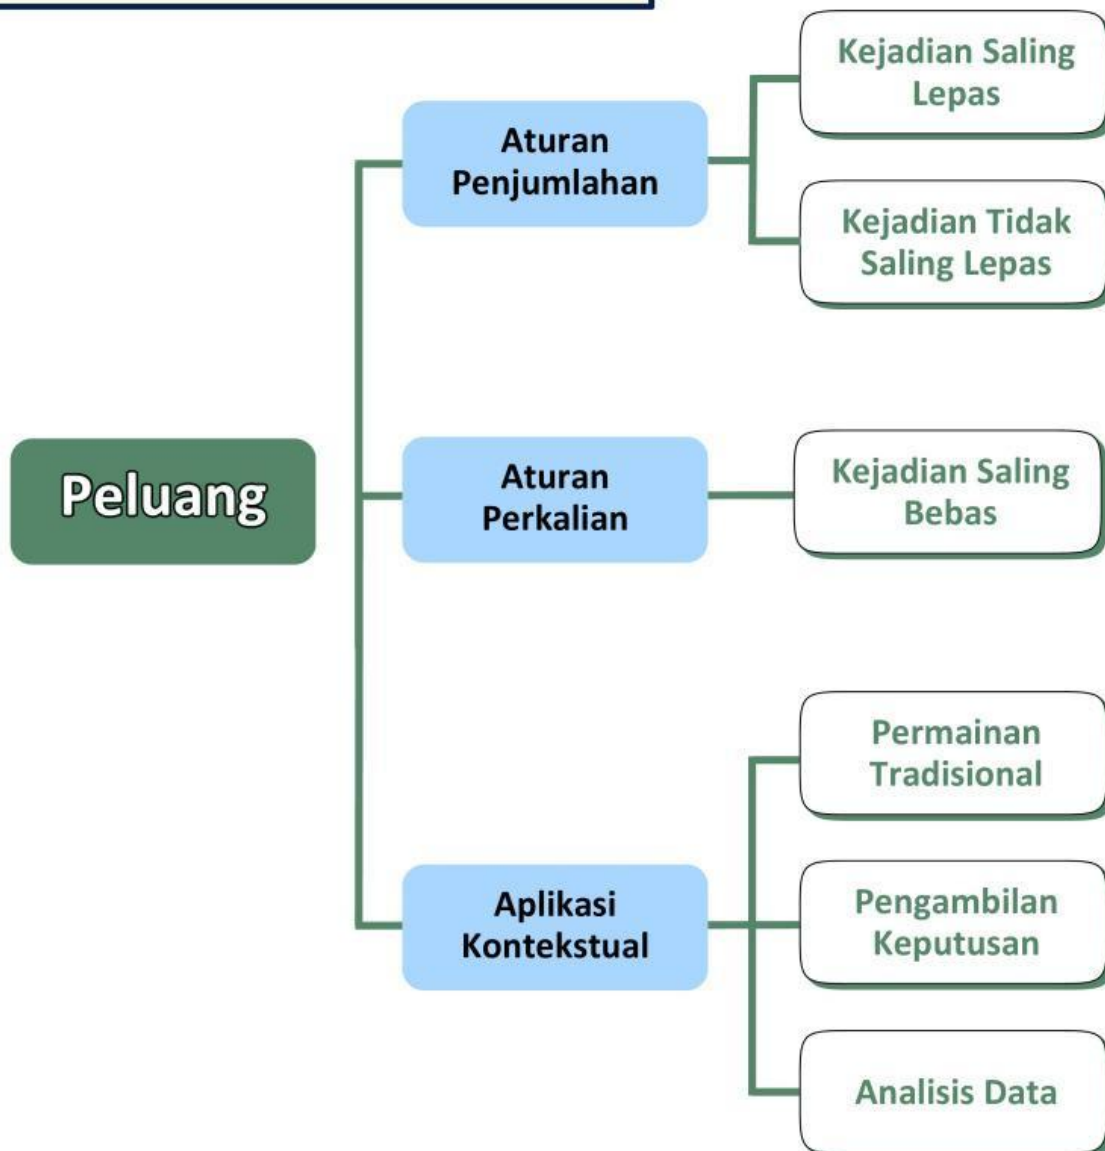 Peluang
Aturan
Penjumlahan
Kejadian Saling
Lepas
Kejadian Tidak
Saling Lepas
Aturan
Perkalian
Kejadian Saling
Bebas
Aplikasi
Kontekstual
Permainan
Tradisional
Pengambilan
Keputusan
Analisis Data